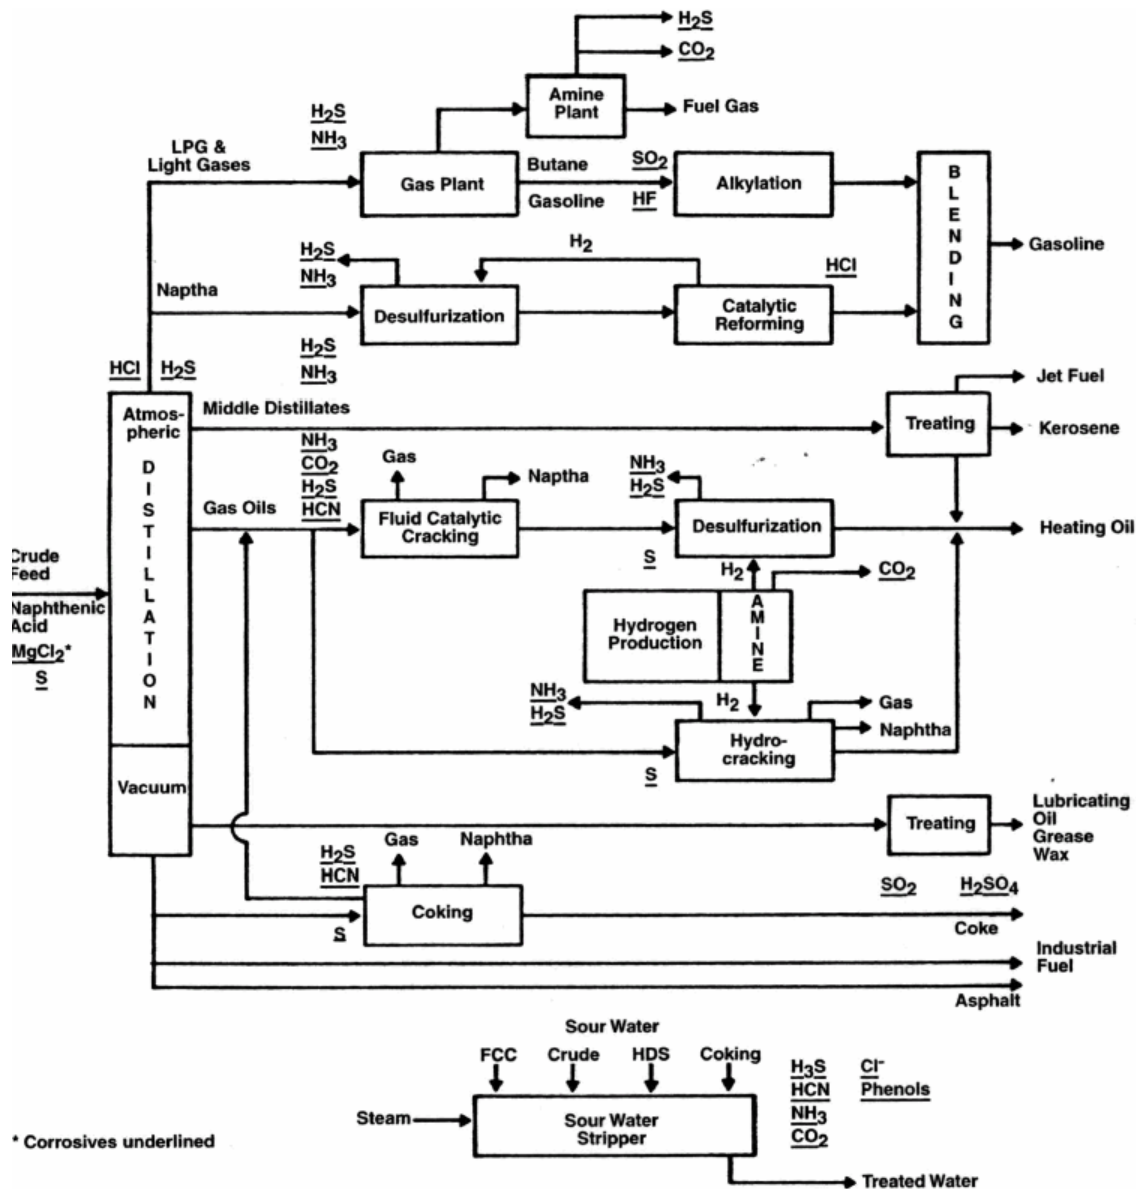 H2S
CO2
Amine
Plant
Fuel Gas
H2S
NH3
LPG &
Light Gases
Gas Plant
Butane
Gasoline
SO2
HF
Alkylation
BLENDING
Gasoline
H2
H2S
NH3
HCl
Naptha
Desulfurization
Catalytic
Reforming
H2S
NH3
HCl H2S
Jet Fuel
Atmos-
pheric
Middle Distillates
Treating
Kerosene
NH3
CO2
H2S
HCN
Gas
Naptha
NH3
H2S
DISTILLATION
Gas Oils
Fluid Catalytic
Cracking
Desulfurization
Heating Oil
Crude
Feed
Naphthenic
Acid
MgCl2*
S
S
H2
CO2
Hydrogen
Production
AMINE
NH3
H2S
H2
Gas
Naphtha
Hydro-
cracking
S
Vacuum
Treating
Lubricating
Oil
Grease
Wax
H2S
HCN
Gas
Naphtha
SO2 H2SO4
Coking
S
Coke
Industrial
Fuel
Asphalt
Sour Water
FCC Crude HDS Coking
H3S Cl-
HCN Phenols
NH3
CO2
Steam
Sour Water
Stripper
* Corrosives underlined
Treated Water